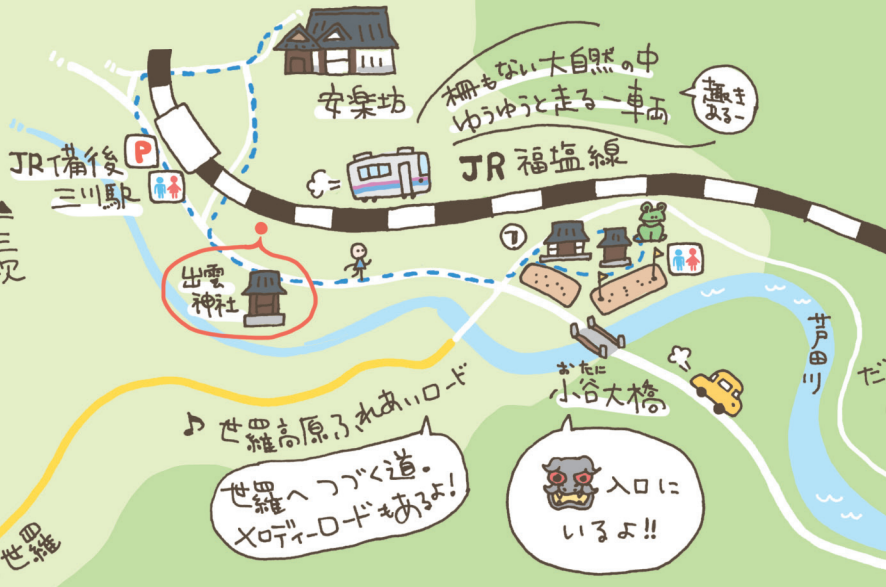 安楽坊
柵もない大自然の中
ゆうゆうと走る一車両
趣き
あるー
JR備後
三川駅
P
JR福塩線
▲
三次
出雲
神社
①
芦田川
おたに
小谷大橋
だ
♪世羅高原ふれあいロード
世羅へつづく道。
メロディーロードもあるよ!
入口に
いるよ!!
世羅